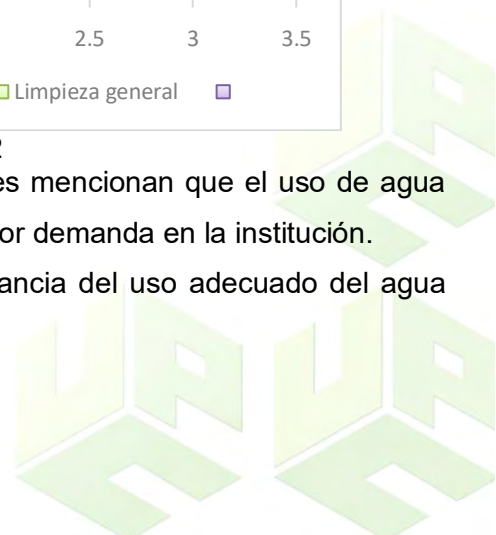 2.5 3 3.5
Limpieza general
2
es mencionan que el uso de agua
or demanda en la institución.
ancia del uso adecuado del agua